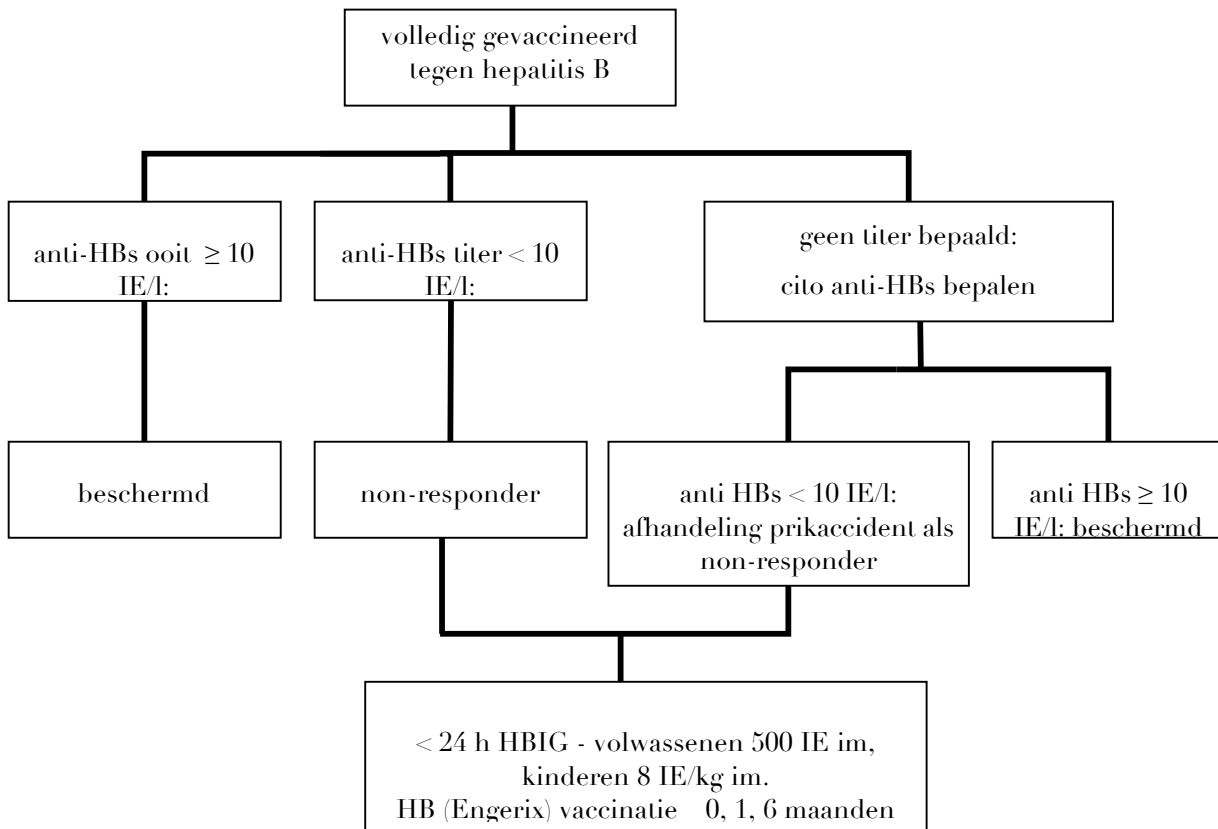 volledig gevaccineerd
tegen hepatitis B
anti-HBs ooit ≥ 10
IE/l:
anti-HBs titer < 10
IE/l:
geen titer bepaald:
cito anti-HBs bepalen
beschermd
non-responder
anti HBs < 10 IE/l:
afhandeling prikaccident als
non-responder
anti HBs ≥ 10
IE/l: beschermd
< 24 h HBIG - volwassenen 500 IE im,
kinderen 8 IE/kg im.
HB (Engerix) vaccinatie 0, 1, 6 maanden